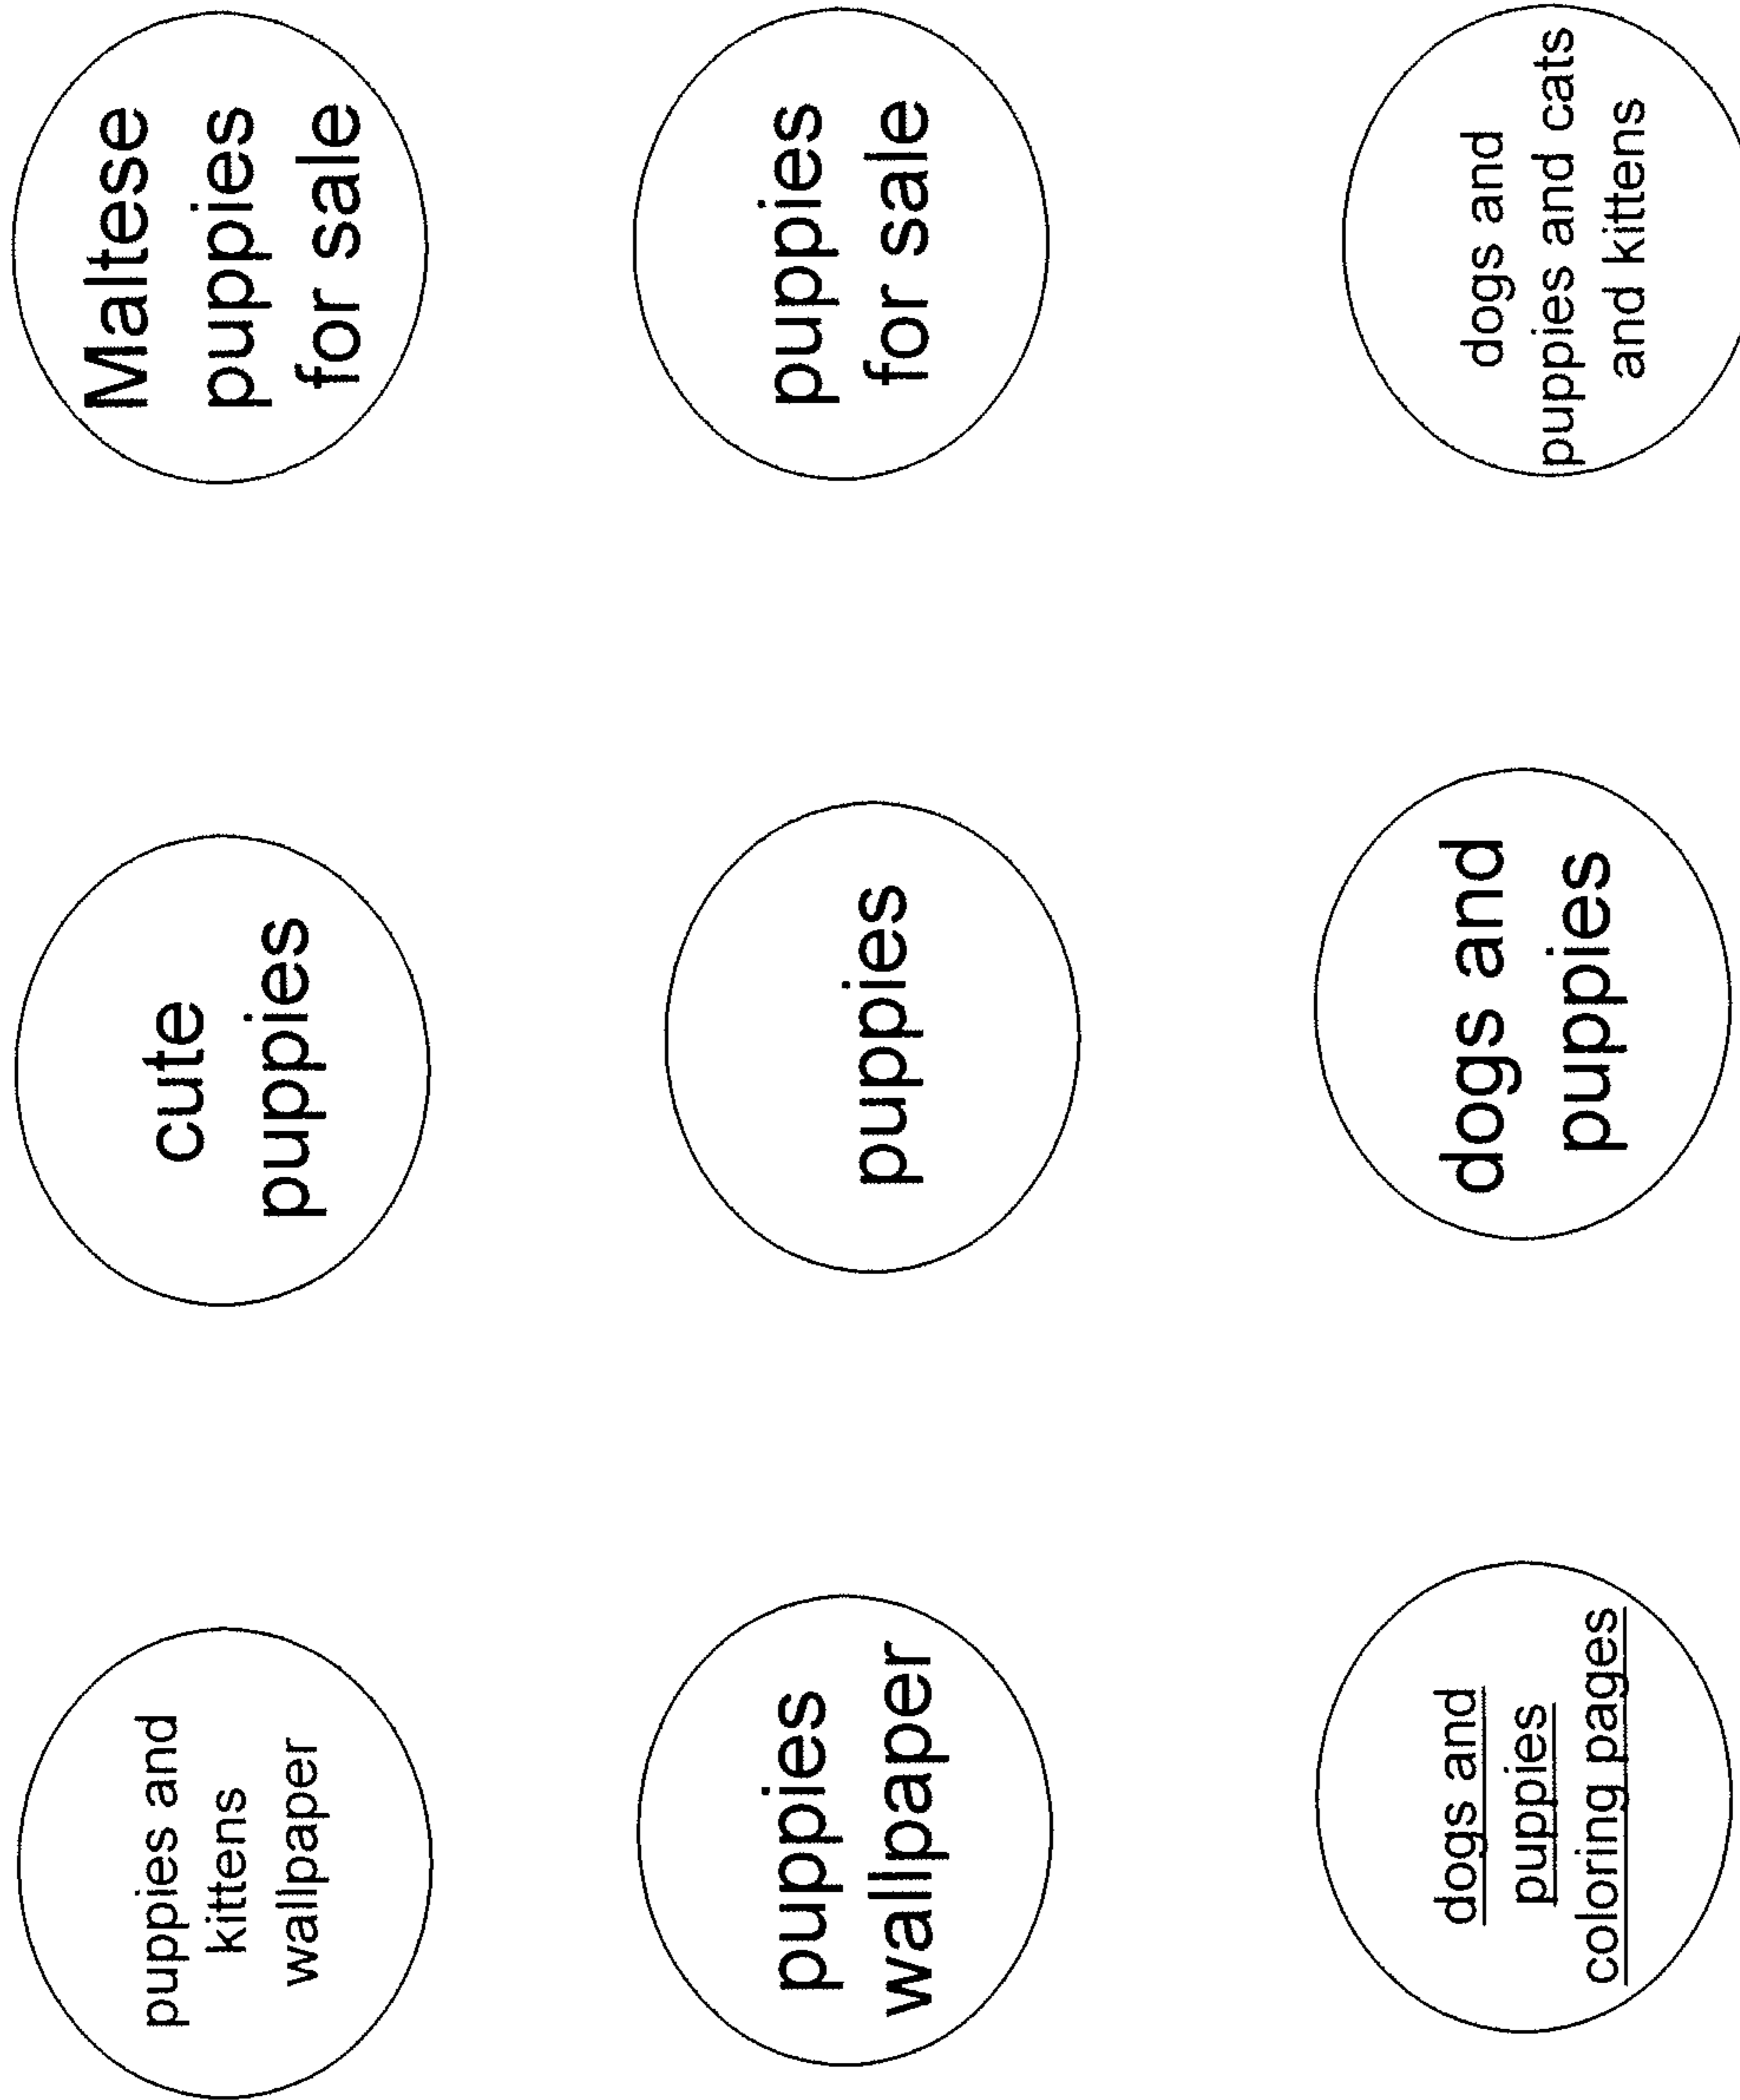 puppies and
kittens
wallpaper
cute
puppies
Maltese
puppies
for sale
puppies
wallpaper
puppies
puppies
for sale
dogs and
puppies
coloring pages
dogs and
puppies
dogs and
puppies and cats
and kittens